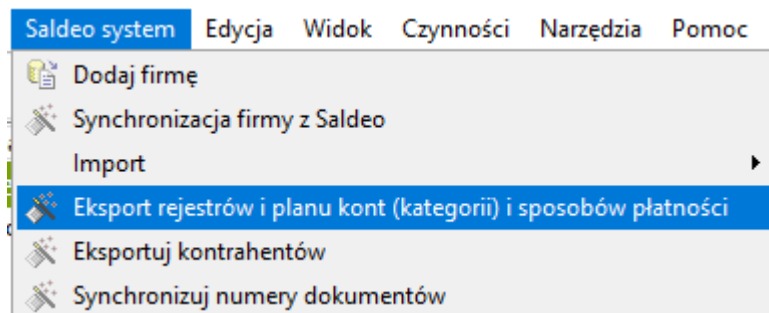 Saldeo system Edycja Widok Czynności Narzędzia Pomoc
Dodaj firmę
Synchronizacja firmy z Saldeo
Import
Eksport rejestrów i planu kont (kategorii) i sposobów płatności
Eksportuj kontrahentów
Synchronizuj numery dokumentów